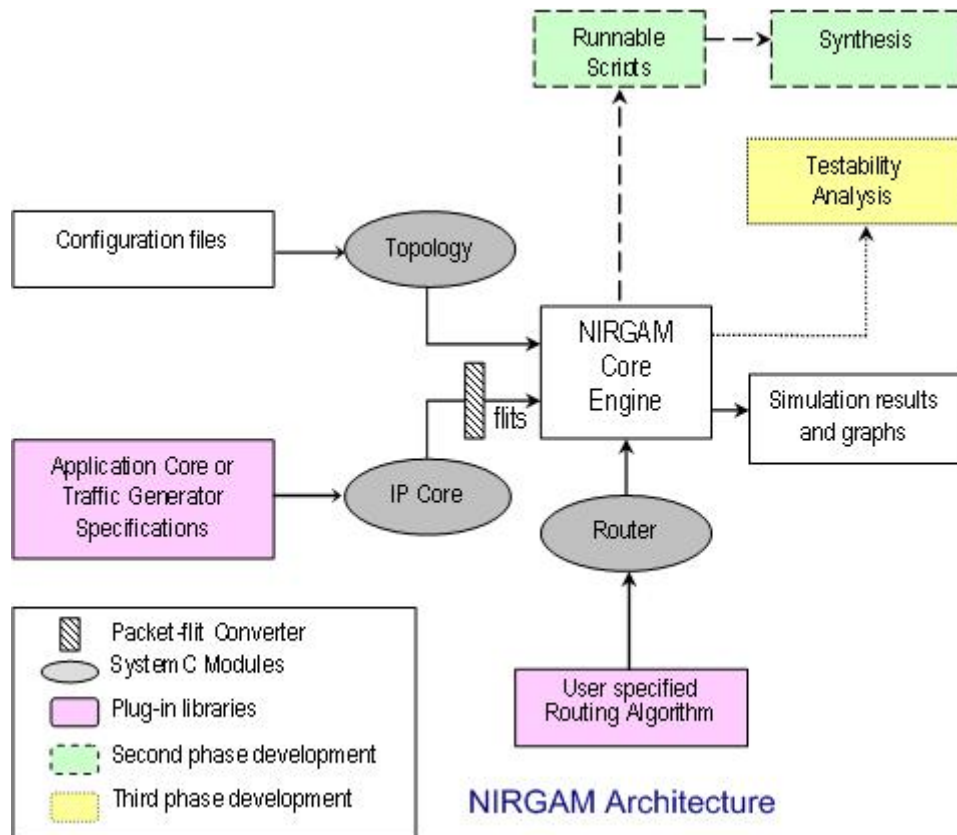 Runnable
Scripts
Synthesis
Testability
Analysis
Configuration files
Topology
NIRGAM
Core
Engine
flits
Simulation results
and graphs
Application Core or
Traffic Generator
Specifications
IP Core
Router
User specified
Routing Algorithm
Packet-flit Converter
System C Modules
Plug-in libraries
Second phase development
Third phase development
NIRGAM Architecture